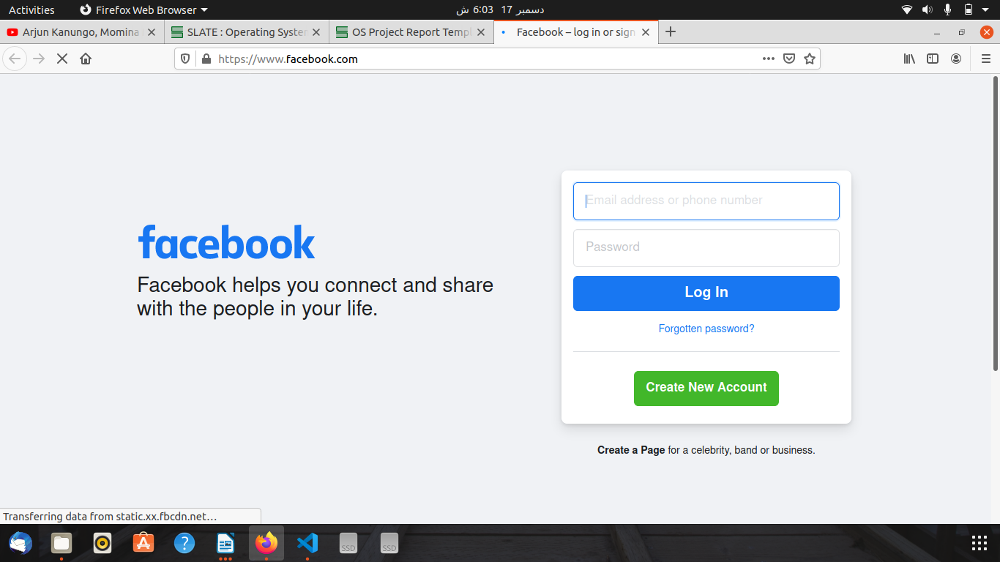 Activities
Firefox Web Browser
دسمبر 17  6:03 ش
Arjun Kanungo, Momina
SLATE : Operating System
OS Project Report Templ
Facebook – log in or sign
https://www.facebook.com
facebook
Facebook helps you connect and share
with the people in your life.
Email address or phone number
Password
Log In
Forgotten password?
Create New Account
Create a Page for a celebrity, band or business.
Transferring data from static.xx.fbcdn.net…
SSD
SSD